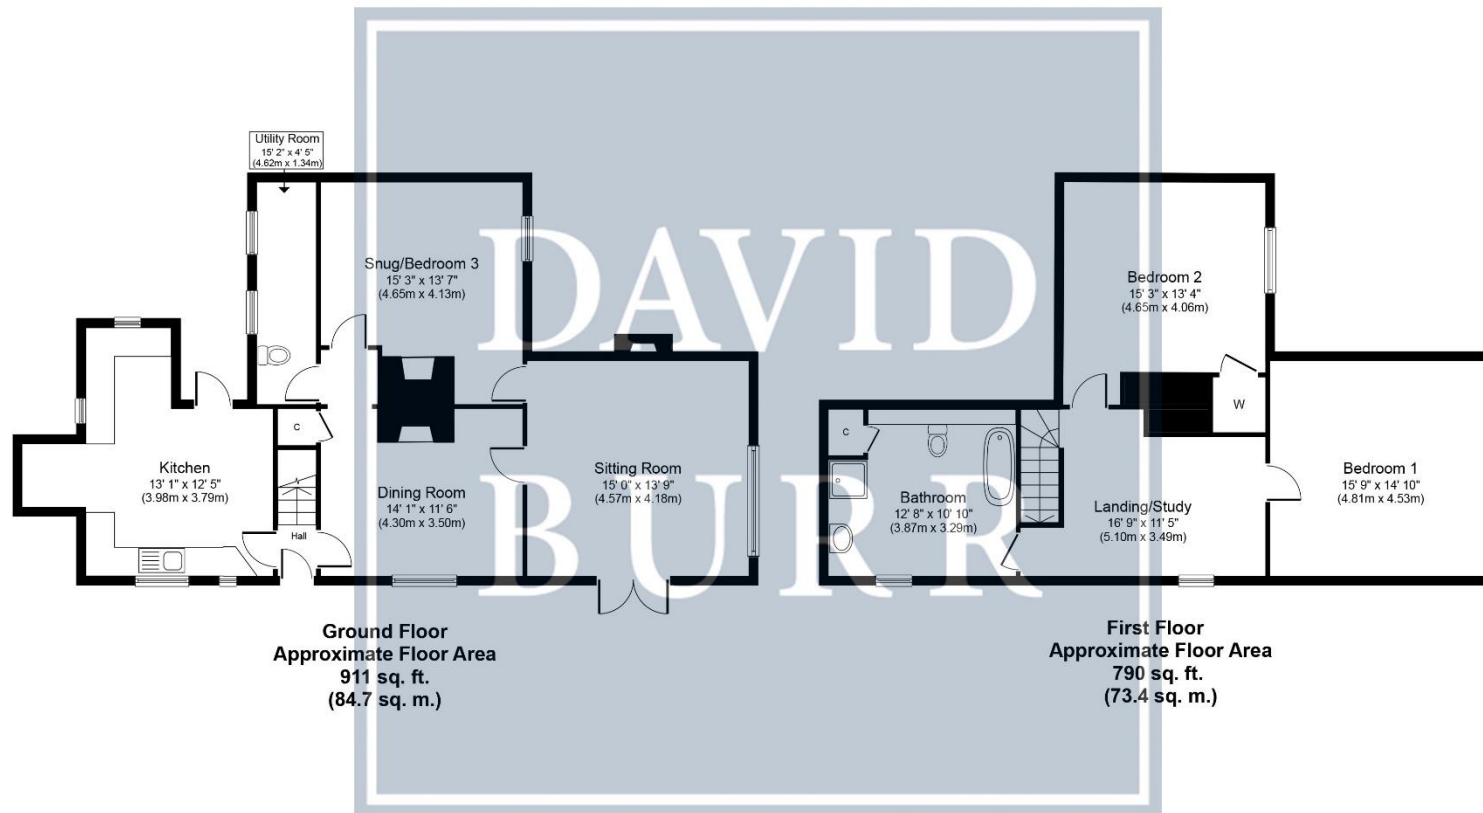 Utility Room
15' 2" x 4' 5"
(4.62m x 1.34m)
Snug/Bedroom 3
15' 3" x 13' 7"
(4.65m x 4.13m)
Kitchen
13' 1" x 12' 5"
(3.98m x 3.79m)
C
Hall
Dining Room
14' 1" x 11' 6"
(4.30m x 3.50m)
Sitting Room
15' 0" x 13' 9"
(4.57m x 4.18m)
Ground Floor
Approximate Floor Area
911 sq. ft.
(84.7 sq. m.)
DAVID
BURR
Bedroom 2
15' 3" x 13' 4"
(4.65m x 4.06m)
W
C
Bathroom
12' 8" x 10' 10"
(3.87m x 3.29m)
Landing/Study
16' 9" x 11' 5"
(5.10m x 3.49m)
Bedroom 1
15' 9" x 14' 10"
(4.81m x 4.53m)
First Floor
Approximate Floor Area
790 sq. ft.
(73.4 sq. m.)